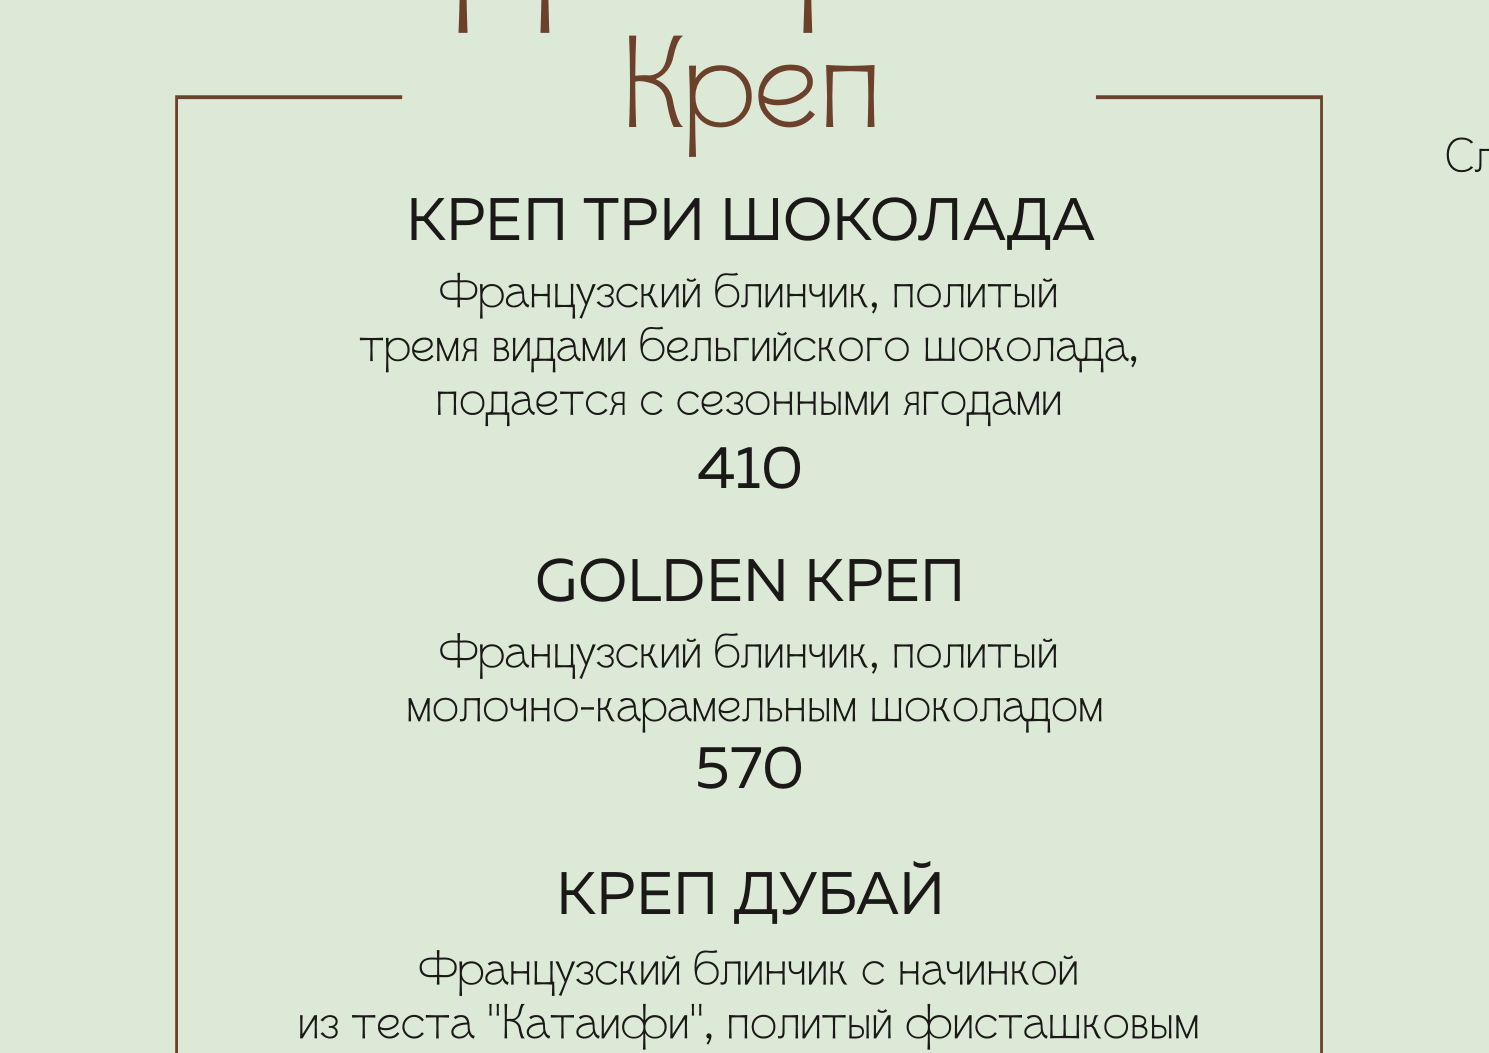 Креп
КРЕП ТРИ ШОКОЛАДА
Французский блинчик, политый
тремя видами бельгийского шоколада,
подается с сезонными ягодами
410
GOLDEN КРЕП
Французский блинчик, политый
молочно-карамельным шоколадом
570
КРЕП ДУБАЙ
Французский блинчик с начинкой
из теста "Катаифи", политый фисташковым